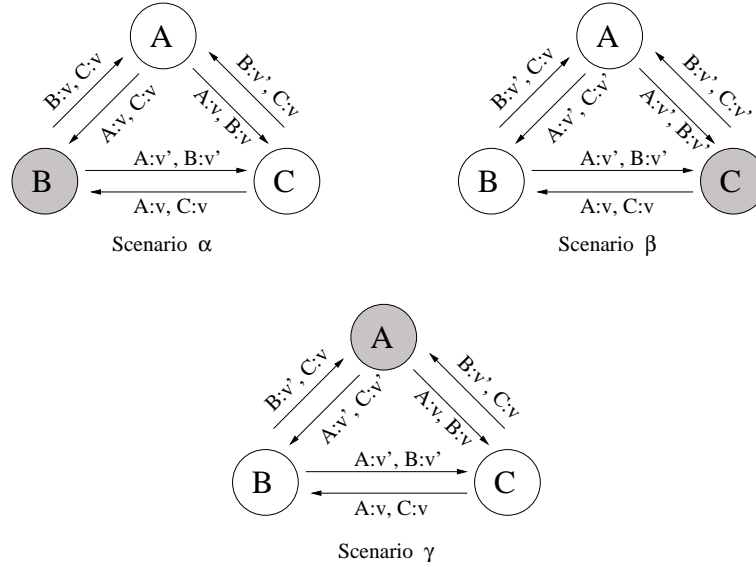 A
B:v, C:v
A:v, C:v
A:v, B:v
B:v', C:v
B
A:v', B:v'
A:v, C:v
C
Scenario α
A
B:v', C:v
A:v', C:v'
A:v', B:v'
B:v', C:v'
B
A:v', B:v'
A:v, C:v
C
Scenario β
A
B:v', C:v
A:v', C:v'
A:v, B:v
B:v', C:v
B
A:v', B:v'
A:v, C:v
C
Scenario γ